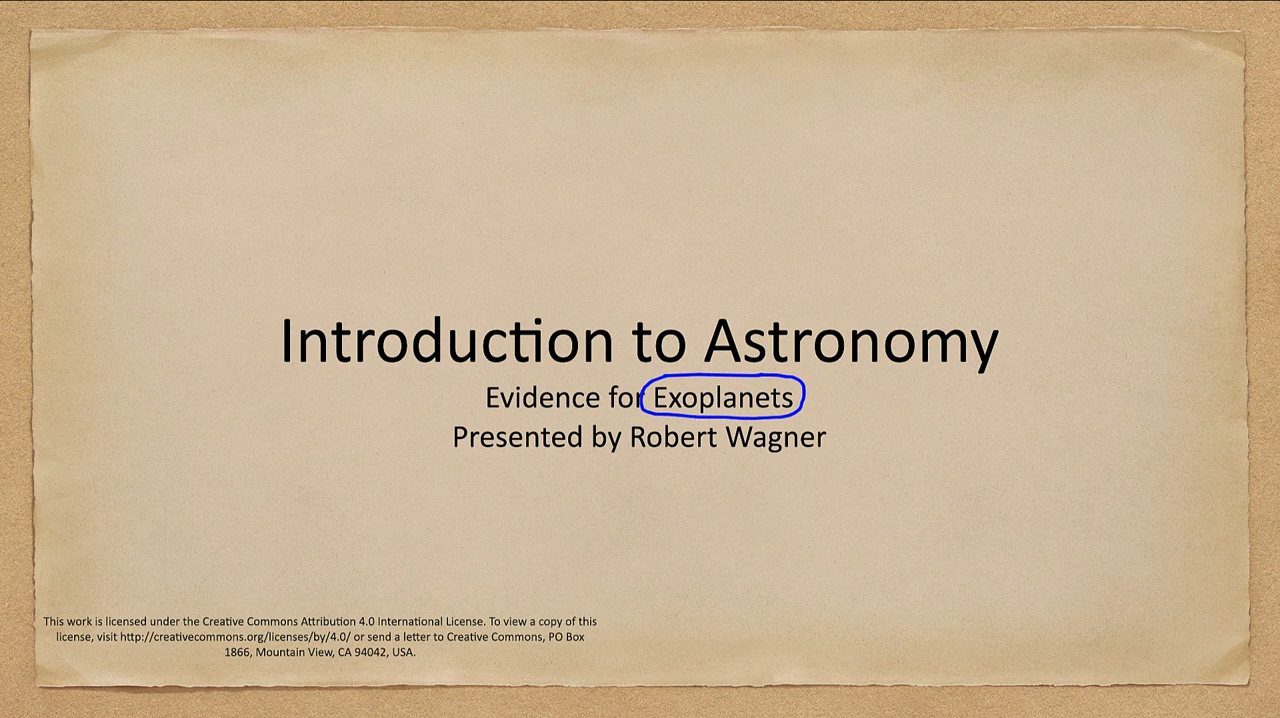 Introduction to Astronomy
Evidence for Exoplanets
Presented by Robert Wagner
This work is licensed under the Creative Commons Attribution 4.0 International License. To view a copy of this
license, visit http://creativecommons.org/licenses/by/4.0/ or send a letter to Creative Commons, PO Box
1866, Mountain View, CA 94042, USA.